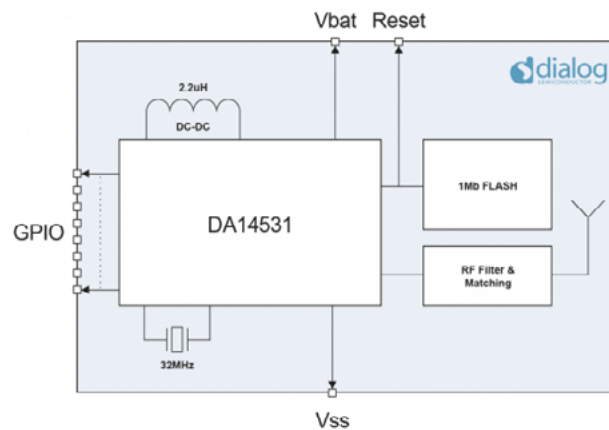 Vbat Reset
dialog
SEMICONDUCTOR
2.2uH
DC-DC
1Mb FLASH
DA14531
GPIO
RF Filter &
Matching
32MHz
Vss